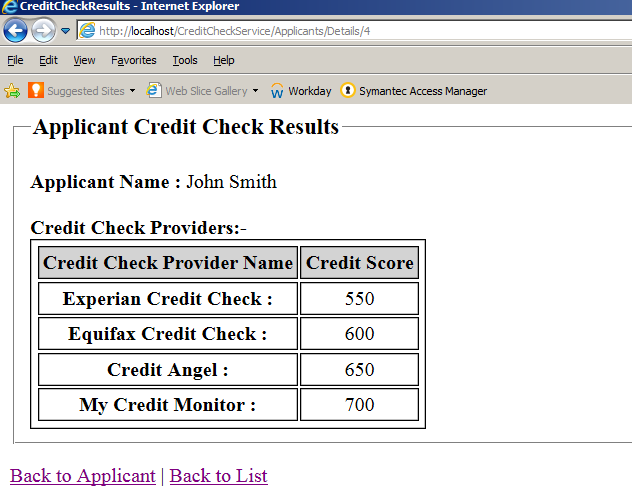 CreditCheckResults - Internet Explorer
http://localhost/CreditCheckService/Applicants/Details/4
File Edit View Favorites Tools Help
Suggested Sites Web Slice Gallery Workday Symantec Access Manager
Applicant Credit Check Results
Applicant Name : John Smith
Credit Check Providers:-
Credit Check Provider Name Credit Score
Experian Credit Check : 550
Equifax Credit Check : 600
Credit Angel : 650
My Credit Monitor : 700
Back to Applicant | Back to List